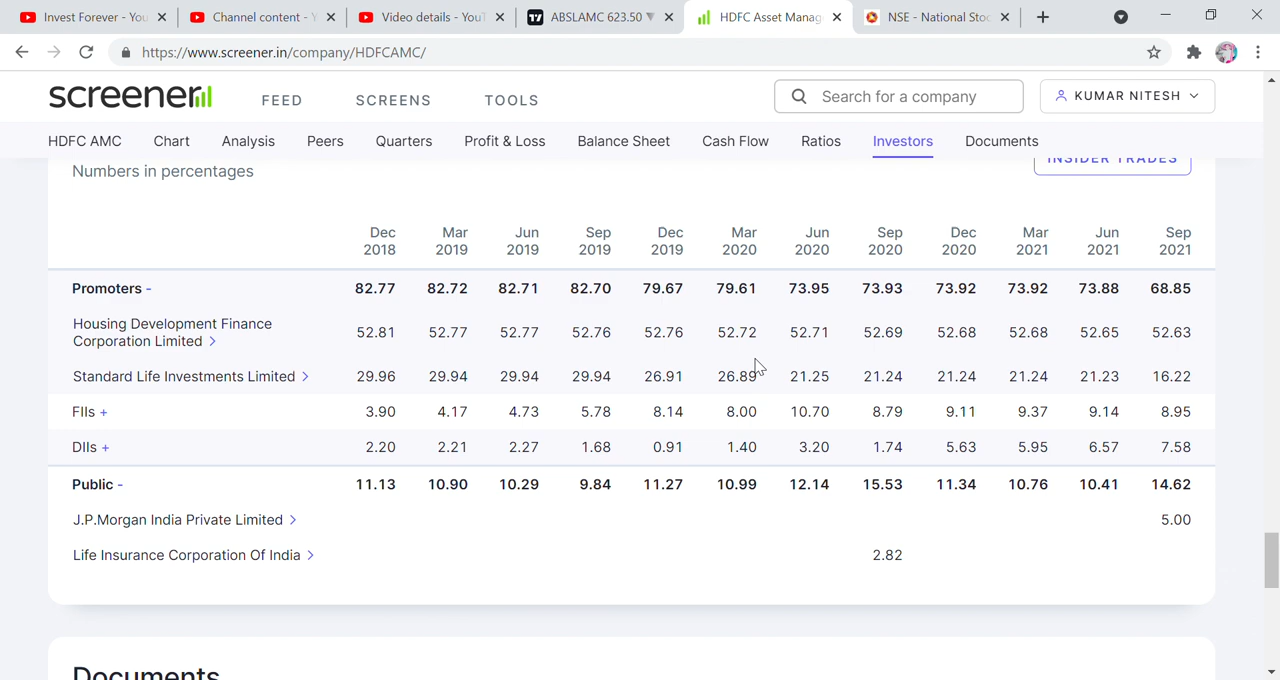 Invest Forever - You
Channel content - Y
Video details - YouT
ABSLAMC 623.50 ▼
HDFC Asset Manag
NSE - National Stoc
https://www.screener.in/company/HDFCAMC/
screener
FEED
SCREENS
TOOLS
Search for a company
KUMAR NITESH
HDFC AMC Chart Analysis Peers Quarters Profit & Loss Balance Sheet Cash Flow Ratios Investors Documents
Numbers in percentages
INSIDER TRADES
Dec 2018 Mar 2019 Jun 2019 Sep 2019 Dec 2019 Mar 2020 Jun 2020 Sep 2020 Dec 2020 Mar 2021 Jun 2021 Sep 2021
Promoters - 82.77 82.72 82.71 82.70 79.67 79.61 73.95 73.93 73.92 73.92 73.88 68.85
Housing Development Finance
Corporation Limited > 52.81 52.77 52.77 52.76 52.76 52.72 52.71 52.69 52.68 52.68 52.65 52.63
Standard Life Investments Limited > 29.96 29.94 29.94 29.94 26.91 26.89 21.25 21.24 21.24 21.24 21.23 16.22
FIIs + 3.90 4.17 4.73 5.78 8.14 8.00 10.70 8.79 9.11 9.37 9.14 8.95
DIIs + 2.20 2.21 2.27 1.68 0.91 1.40 3.20 1.74 5.63 5.95 6.57 7.58
Public - 11.13 10.90 10.29 9.84 11.27 10.99 12.14 15.53 11.34 10.76 10.41 14.62
J.P.Morgan India Private Limited > 5.00
Life Insurance Corporation Of India > 2.82
Documents